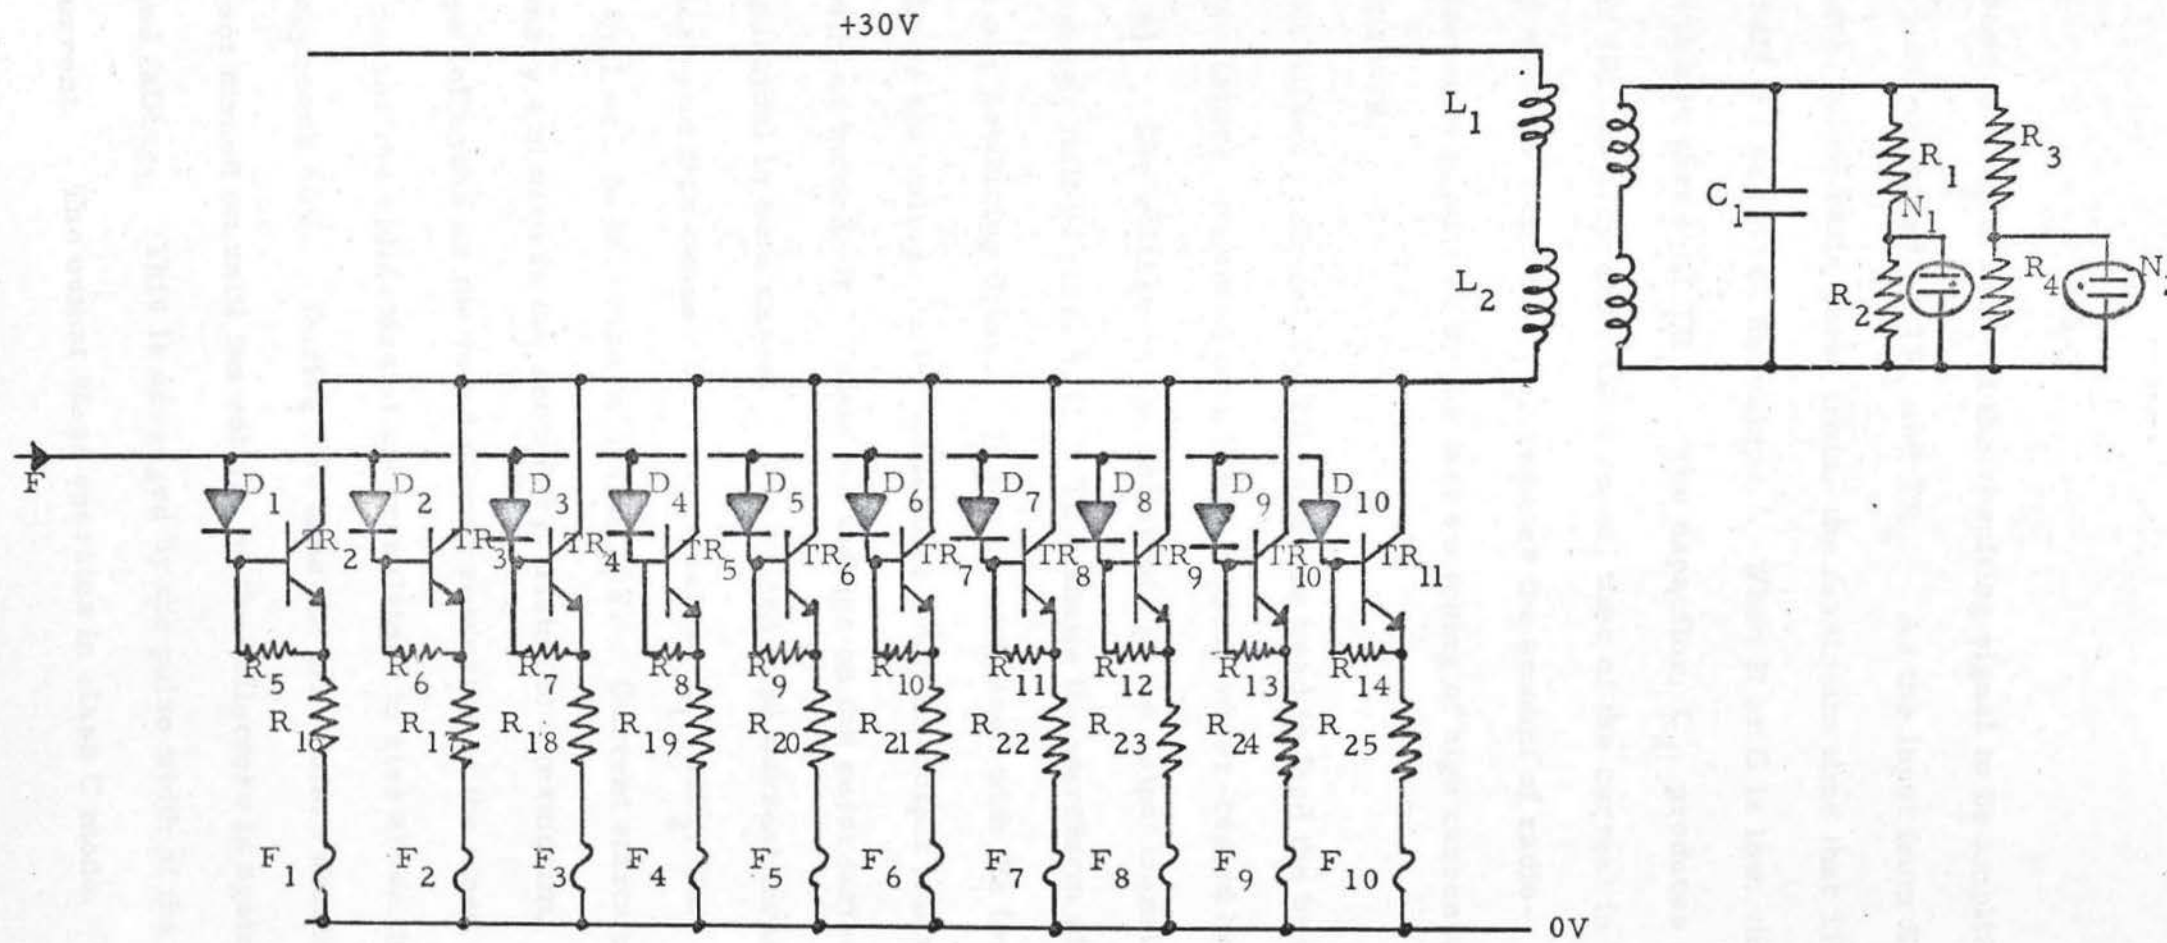 +30V
L1
L2
C1
R1
N1
R2
R3
R4
F
D1 D2 D3 D4 D5 D6 D7 D8 D9 D10
TR2 TR3 TR4 TR5 TR6 TR7 TR8 TR9 TR10 TR11
R5 R6 R7 R8 R9 R10 R11 R12 R13 R14
R16 R17 R18 R19 R20 R21 R22 R23 R24 R25
F1 F2 F3 F4 F5 F6 F7 F8 F9 F10
0V